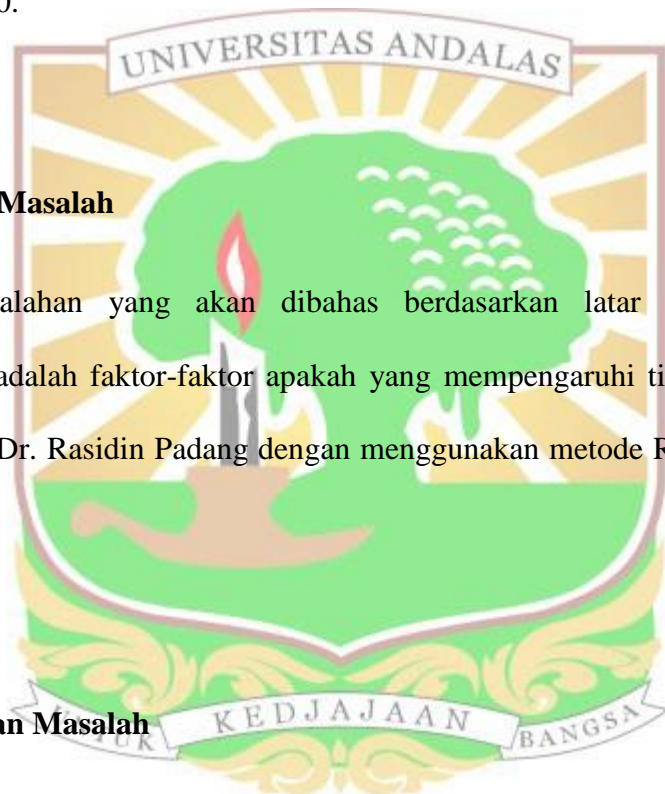 0.
UNIVERSITAS ANDALAS
Masalah
alahan yang akan dibahas berdasarkan latar
adalah faktor-faktor apakah yang mempengaruhi ti
Dr. Rasidin Padang dengan menggunakan metode R
an Masalah
UNTUK KEDJAJAAN BANGSA